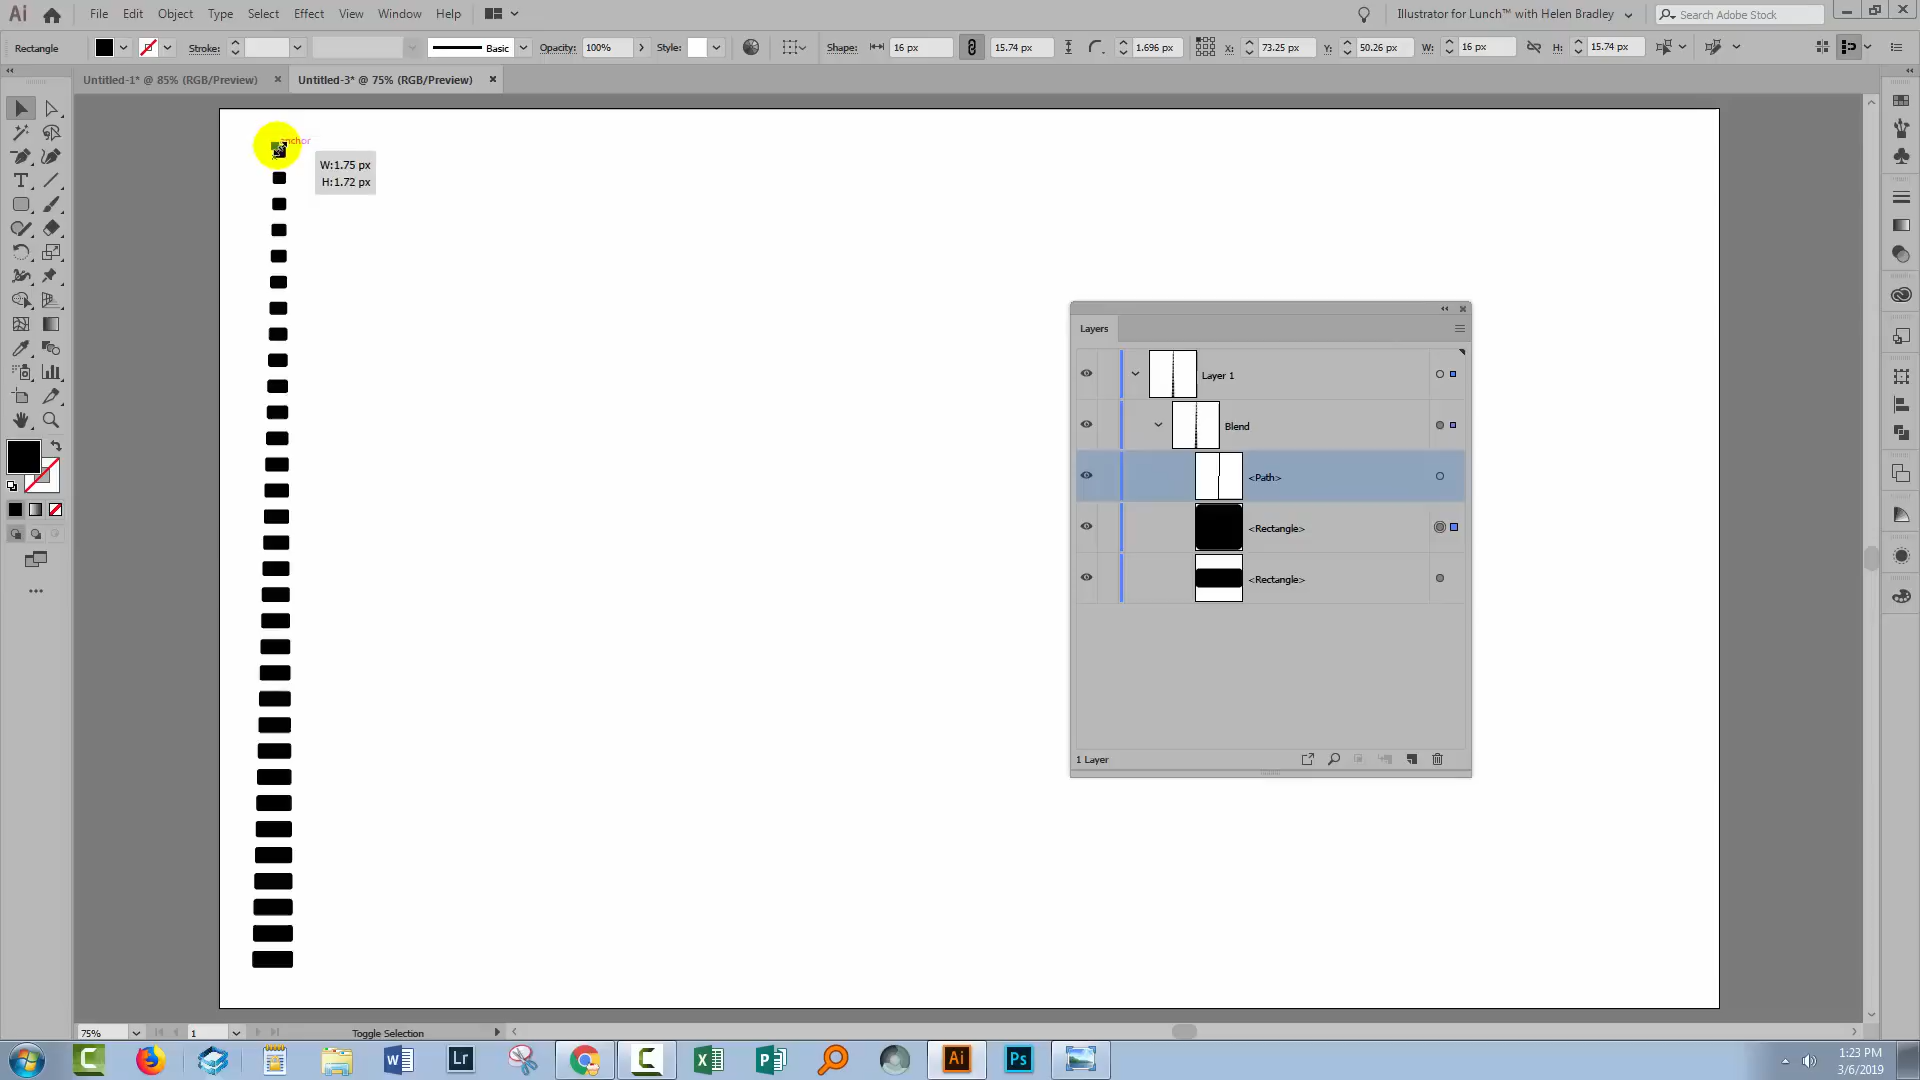 Ai File Edit Object Type Select Effect View Window Help Illustrator for Lunch™ with Helen Bradley Search Adobe Stock
Rectangle Stroke: Basic Opacity: 100% Style: Shape: 16 px 15.74 px 1.696 px X: 73.25 px Y: 50.26 px W: 16 px H: 15.74 px
Untitled-1* @ 85% (RGB/Preview) Untitled-3* @ 75% (RGB/Preview)
anchor
W:1.75 px
H:1.72 px
Layers
Layer 1
Blend
<Path>
<Rectangle>
<Rectangle>
1 Layer
75% 1 Toggle Selection
Lr Ai Ps
1:23 PM
3/6/2019